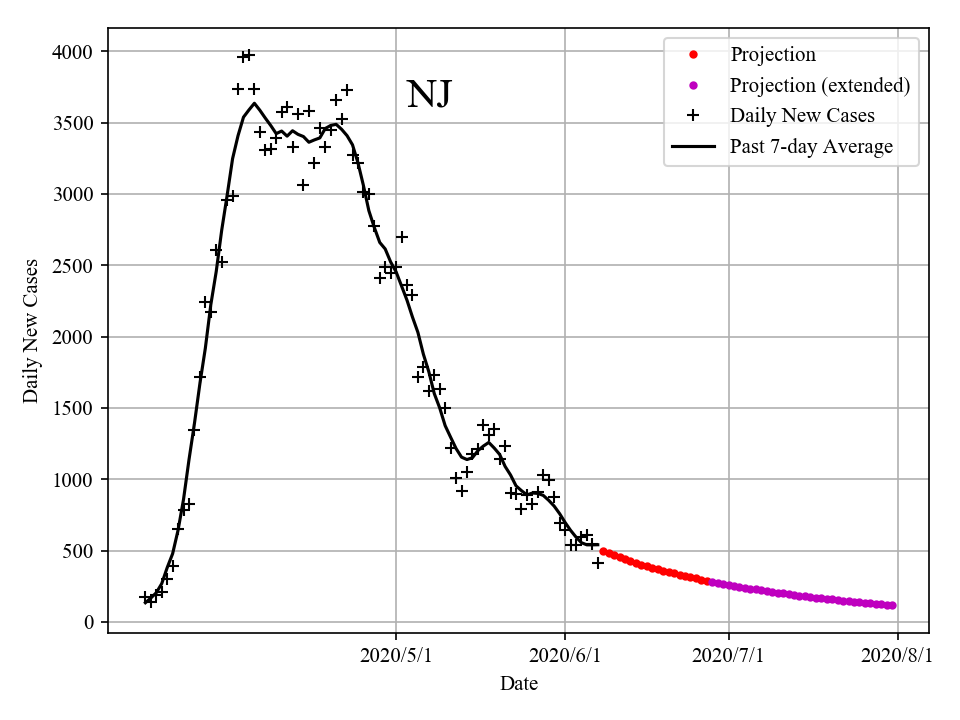 NJ
Projection
Projection (extended)
Daily New Cases
Past 7-day Average
4000
3500
3000
2500
2000
1500
1000
500
0
Daily New Cases
2020/5/1 2020/6/1 2020/7/1 2020/8/1
Date